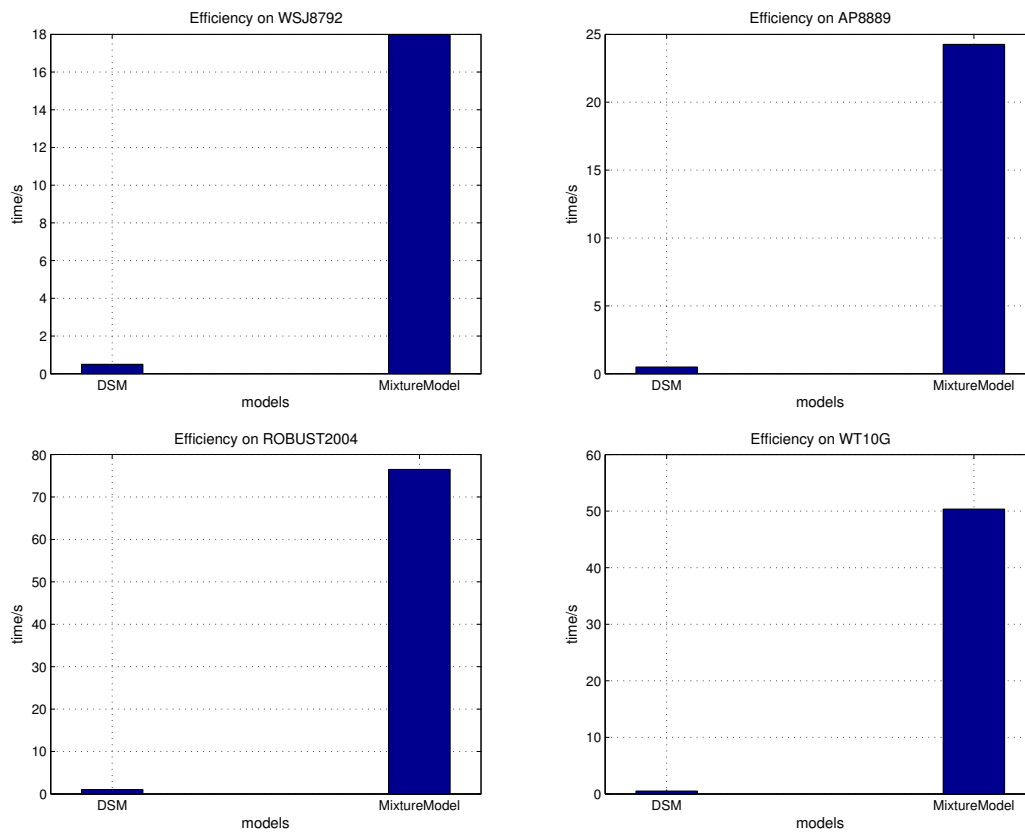 Efficiency on WSJ8792
18
16
14
12
10
8
6
4
2
0
time/s
DSM MixtureModel
models
Efficiency on AP8889
25
20
15
10
5
0
time/s
DSM MixtureModel
models
Efficiency on ROBUST2004
80
70
60
50
40
30
20
10
0
time/s
DSM MixtureModel
models
Efficiency on WT10G
60
50
40
30
20
10
0
time/s
DSM MixtureModel
models